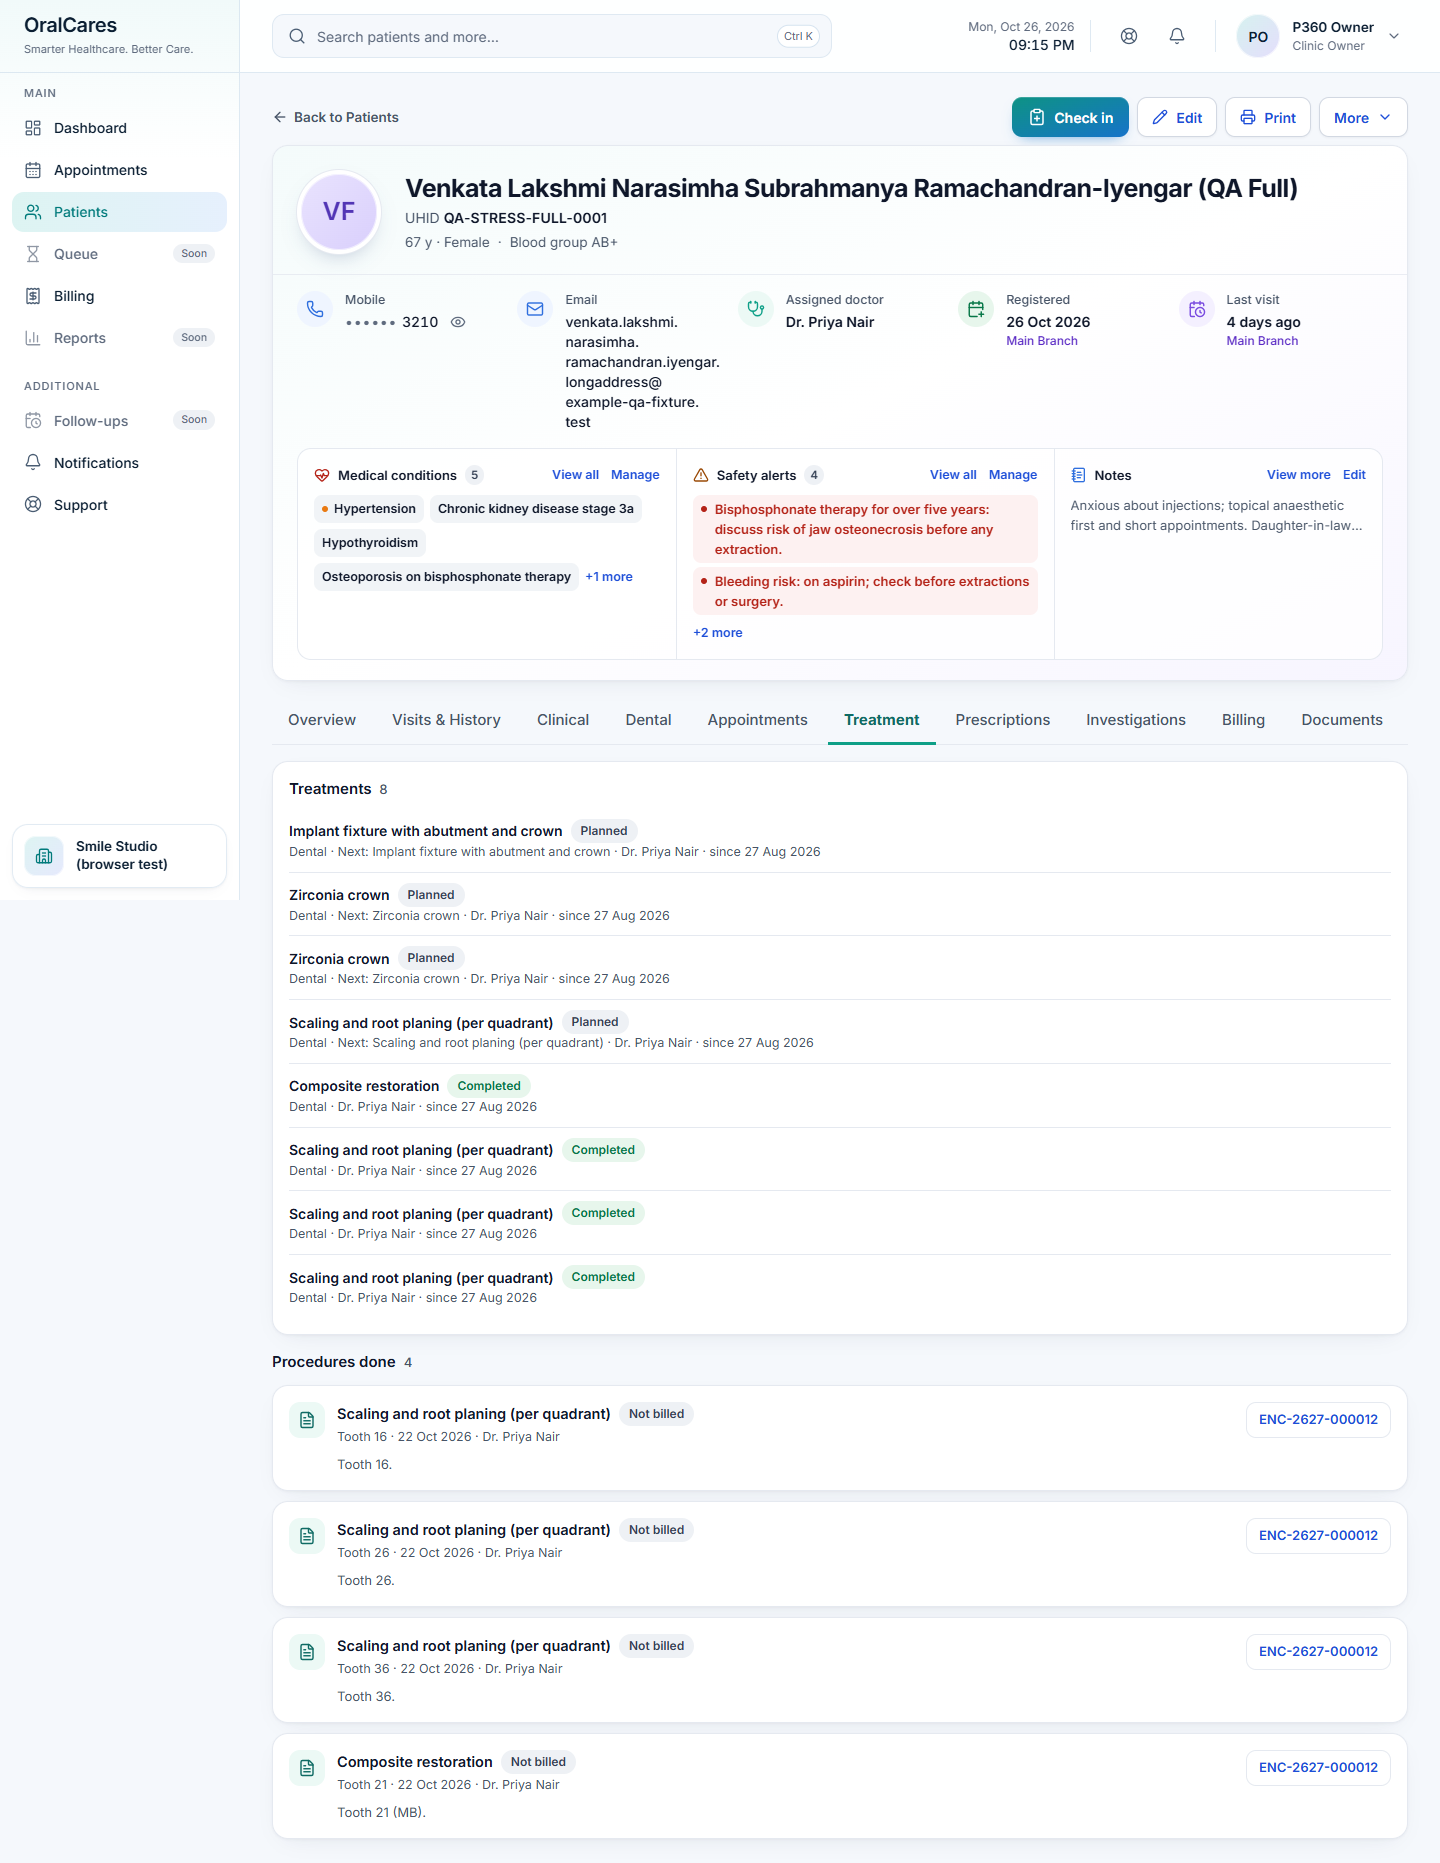 OralCares
Smarter Healthcare. Better Care.
Search patients and more...
Ctrl K
Mon, Oct 26, 2026
09:15 PM
PO
P360 Owner
Clinic Owner
MAIN
Dashboard
Appointments
Patients
Queue
Soon
Billing
Reports
Soon
ADDITIONAL
Follow-ups
Soon
Notifications
Support
Smile Studio
(browser test)
Back to Patients
Check in
Edit
Print
More
VF
Venkata Lakshmi Narasimha Subrahmanya Ramachandran-Iyengar (QA Full)
UHID QA-STRESS-FULL-0001
67 y · Female · Blood group AB+
Mobile
•••••• 3210
Email
venkata.lakshmi.
narasimha.
ramachandran.iyengar.
longaddress@
example-qa-fixture.
test
Assigned doctor
Dr. Priya Nair
Registered
26 Oct 2026
Main Branch
Last visit
4 days ago
Main Branch
Medical conditions 5
View all Manage
Hypertension
Chronic kidney disease stage 3a
Hypothyroidism
Osteoporosis on bisphosphonate therapy
+1 more
Safety alerts 4
View all Manage
Bisphosphonate therapy for over five years:
discuss risk of jaw osteonecrosis before any
extraction.
Bleeding risk: on aspirin; check before extractions
or surgery.
+2 more
Notes
View more Edit
Anxious about injections; topical anaesthetic
first and short appointments. Daughter-in-law...
Overview
Visits & History
Clinical
Dental
Appointments
Treatment
Prescriptions
Investigations
Billing
Documents
Treatments 8
Implant fixture with abutment and crown Planned
Dental · Next: Implant fixture with abutment and crown · Dr. Priya Nair · since 27 Aug 2026
Zirconia crown Planned
Dental · Next: Zirconia crown · Dr. Priya Nair · since 27 Aug 2026
Zirconia crown Planned
Dental · Next: Zirconia crown · Dr. Priya Nair · since 27 Aug 2026
Scaling and root planing (per quadrant) Planned
Dental · Next: Scaling and root planing (per quadrant) · Dr. Priya Nair · since 27 Aug 2026
Composite restoration Completed
Dental · Dr. Priya Nair · since 27 Aug 2026
Scaling and root planing (per quadrant) Completed
Dental · Dr. Priya Nair · since 27 Aug 2026
Scaling and root planing (per quadrant) Completed
Dental · Dr. Priya Nair · since 27 Aug 2026
Scaling and root planing (per quadrant) Completed
Dental · Dr. Priya Nair · since 27 Aug 2026
Procedures done 4
Scaling and root planing (per quadrant) Not billed
ENC-2627-000012
Tooth 16 · 22 Oct 2026 · Dr. Priya Nair
Tooth 16.
Scaling and root planing (per quadrant) Not billed
ENC-2627-000012
Tooth 26 · 22 Oct 2026 · Dr. Priya Nair
Tooth 26.
Scaling and root planing (per quadrant) Not billed
ENC-2627-000012
Tooth 36 · 22 Oct 2026 · Dr. Priya Nair
Tooth 36.
Composite restoration Not billed
ENC-2627-000012
Tooth 21 · 22 Oct 2026 · Dr. Priya Nair
Tooth 21 (MB).